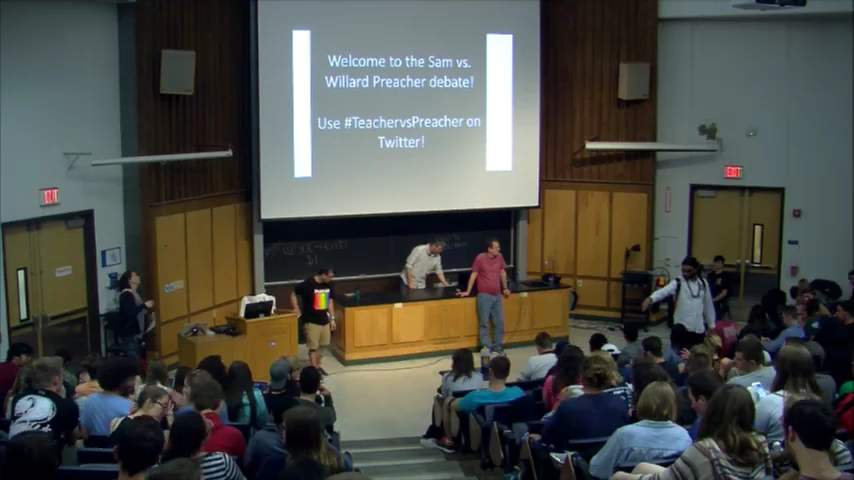 Welcome to the Sam vs.
Willard Preacher debate!
Use #TeachervsPreacher on
Twitter!
EXIT
EXIT